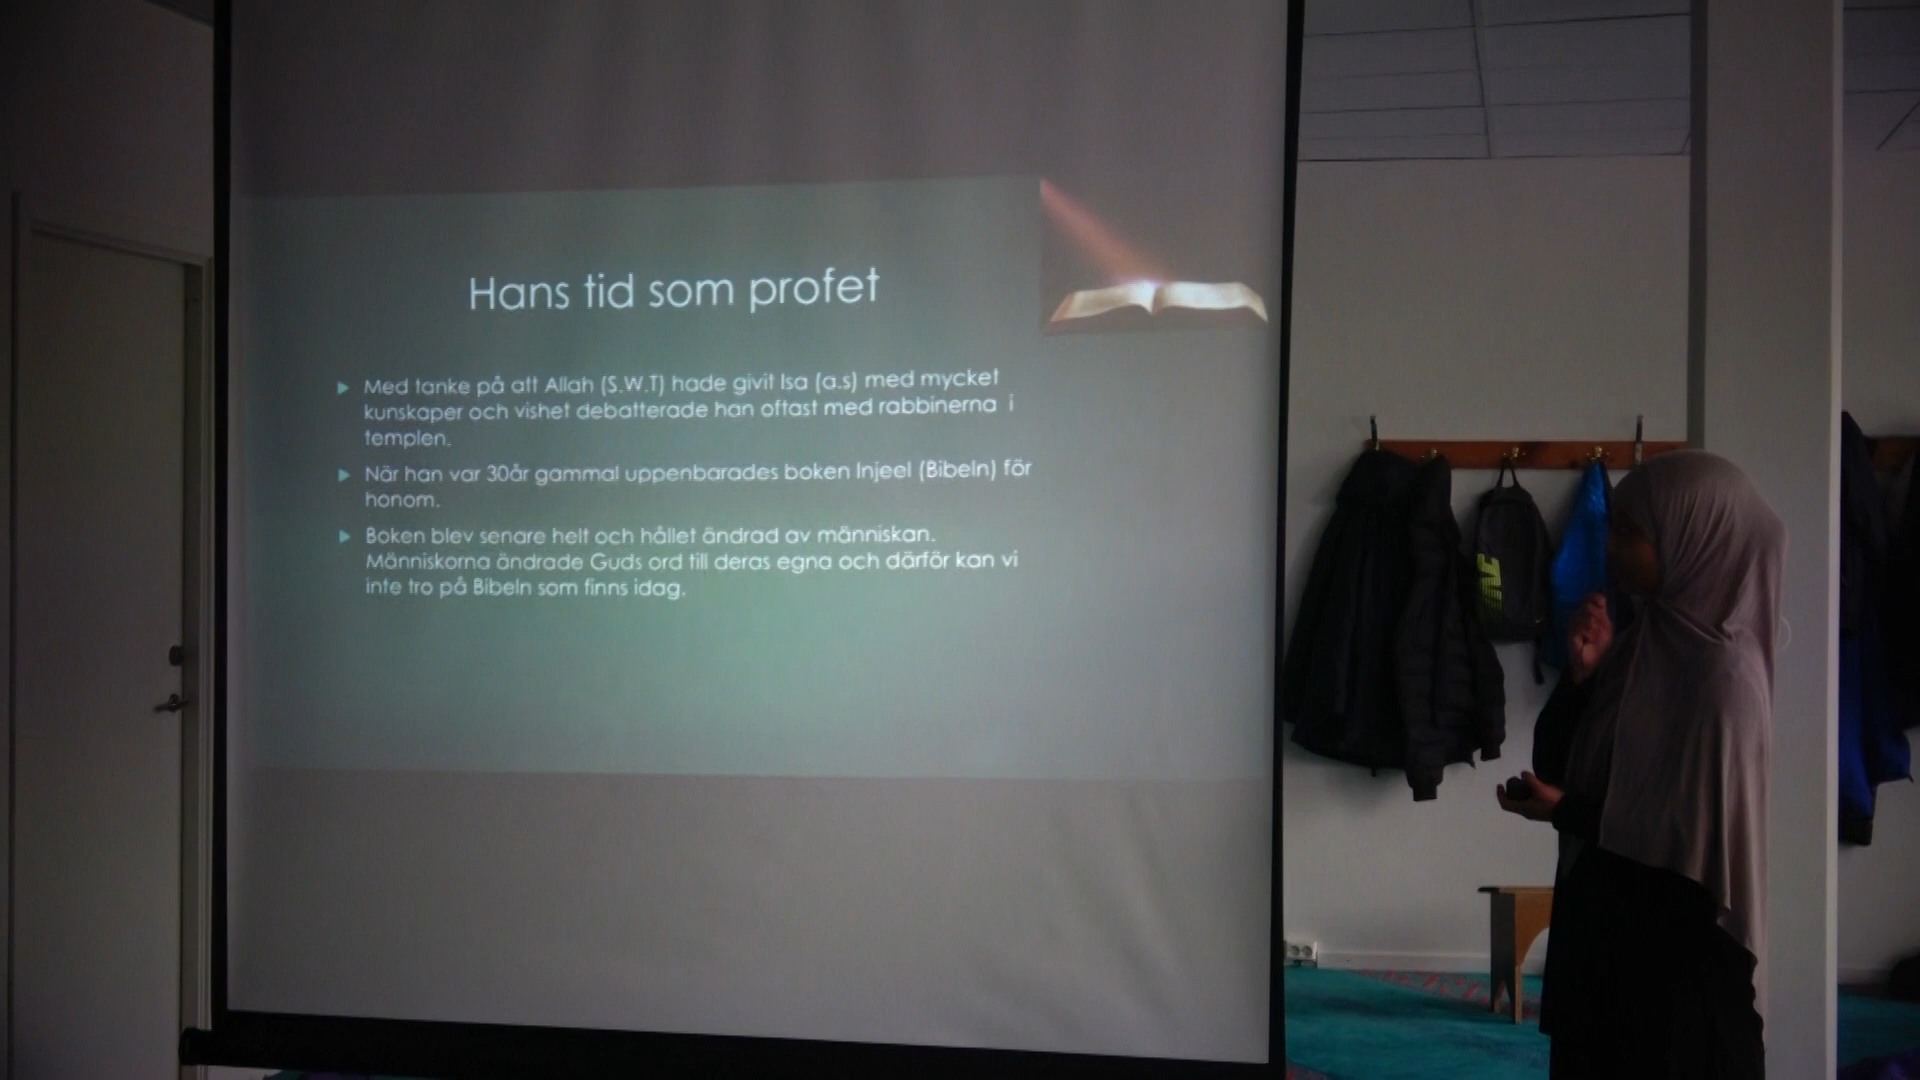 Hans tid som profet
Med tanke på att Allah (S.W.T) hade givit Isa (a.s) med mycket
kunskaper och vishet debatterade han oftast med rabbinerna i
templen.
När han var 30år gammal uppenbarades boken Injeel (Bibeln) för
honom.
Boken blev senare helt och hållet ändrad av människan.
Människorna ändrade Guds ord till deras egna och därför kan vi
inte tro på Bibeln som finns idag.